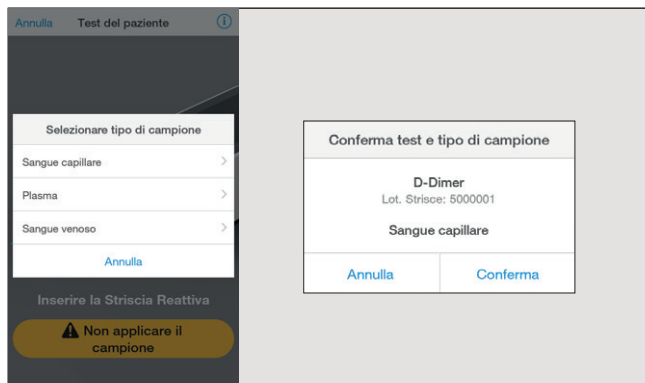 Annulla Test del paziente
Selezionare tipo di campione
Sangue capillare
Plasma
Sangue venoso
Annulla
Inserire la Striscia Reattiva
Non applicare il
campione
Conferma test e tipo di campione
D-Dimer
Lot. Strisce: 5000001
Sangue capillare
Annulla Conferma